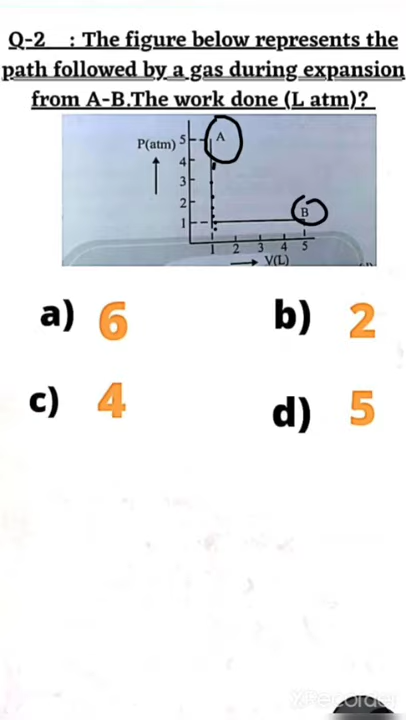 Q-2 : The figure below represents the
path followed by a gas during expansion
from A-B.The work done (L atm)?
P(atm) 5 A
4
3
2 B
1
1 2 3 4 5
V(L)
a) 6 b) 2
c) 4 d) 5
XRecorder